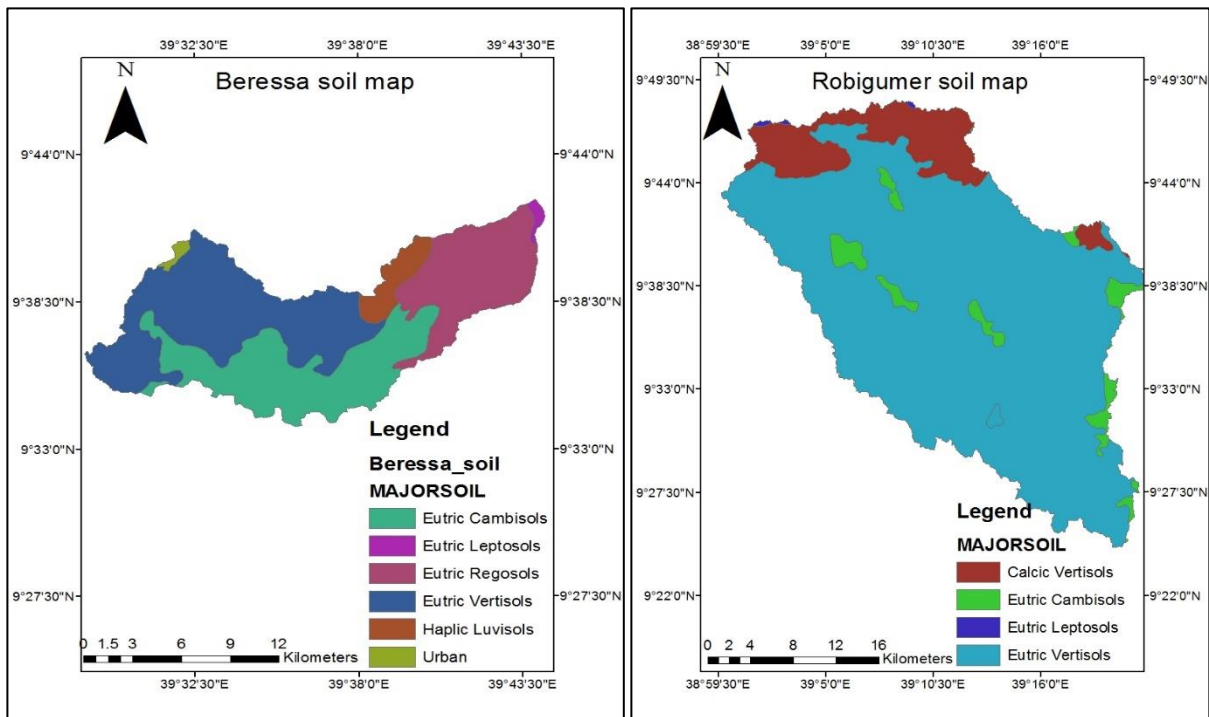 39°32'30"E 39°38'0"E 39°43'30"E
N
Beressa soil map
9°44'0"N 9°44'0"N
9°38'30"N 9°38'30"N
9°33'0"N 9°33'0"N
Legend
Beressa_soil
MAJORSOIL
Eutric Cambisols
Eutric Leptosols
Eutric Regosols
Eutric Vertisols
9°27'30"N 9°27'30"N
Haplic Luvisols
Urban
0 1.5 3 6 9 12
Kilometers
39°32'30"E 39°38'0"E 39°43'30"E
38°59'30"E 39°5'0"E 39°10'30"E 39°16'0"E
N
Robigumer soil map
9°49'30"N 9°49'30"N
9°44'0"N 9°44'0"N
9°38'30"N 9°38'30"N
9°33'0"N 9°33'0"N
9°27'30"N 9°27'30"N
Legend
MAJORSOIL
Calcic Vertisols
Eutric Cambisols
9°22'0"N 9°22'0"N
Eutric Leptosols
Eutric Vertisols
0 2 4 8 12 16
Kilometers
38°59'30"E 39°5'0"E 39°10'30"E 39°16'0"E